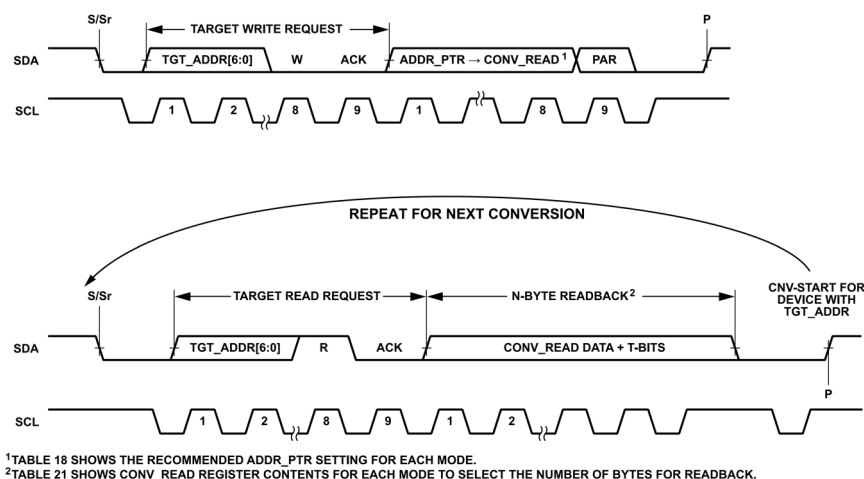 S/Sr TARGET WRITE REQUEST P
SDA TGT_ADDR[6:0] W ACK ADDR_PTR → CONV_READ1 PAR
SCL 1 2 8 9 1 8 9
REPEAT FOR NEXT CONVERSION
S/Sr TARGET READ REQUEST N-BYTE READBACK2
CNV-START FOR
DEVICE WITH
TGT_ADDR
SDA TGT_ADDR[6:0] R ACK CONV_READ DATA + T-BITS
P
SCL 1 2 8 9 1 2
1TABLE 18 SHOWS THE RECOMMENDED ADDR_PTR SETTING FOR EACH MODE.
2TABLE 21 SHOWS CONV READ REGISTER CONTENTS FOR EACH MODE TO SELECT THE NUMBER OF BYTES FOR READBACK.